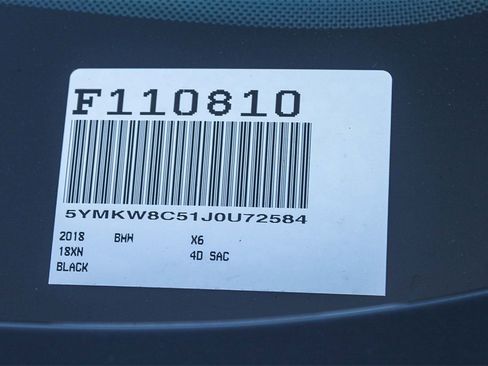 F110810
5YMKW8C51J0U72584
2018 BMW X6
18XN 4D SAC
BLACK